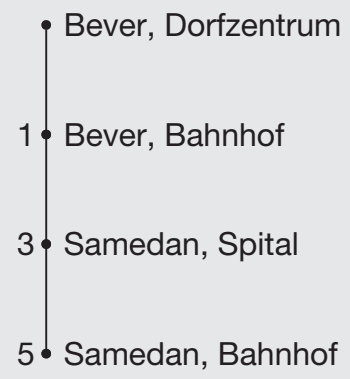 Bever, Dorfzentrum
1 Bever, Bahnhof
3 Samedan, Spital
5 Samedan, Bahnhof